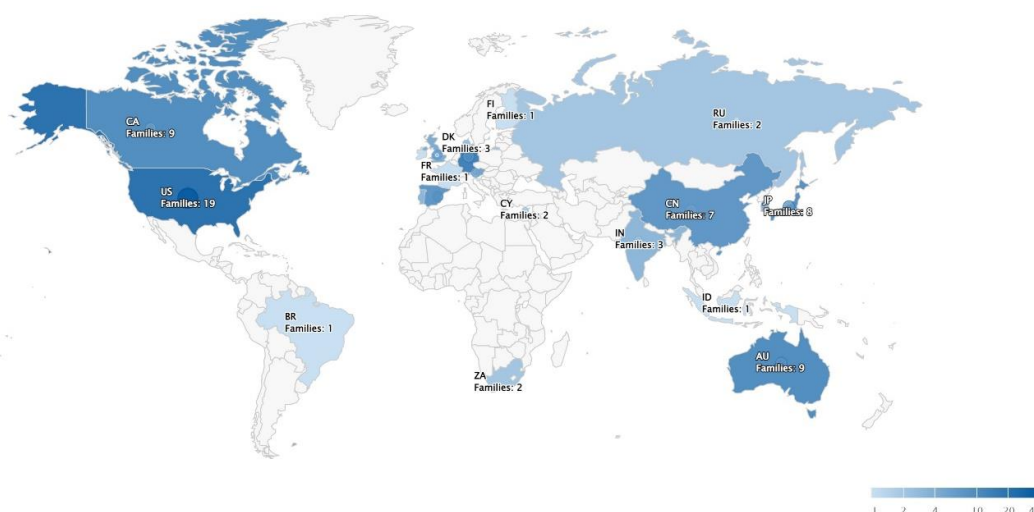 FI
Families: 1
RU
Families: 2
CA
Families: 9
DK
Families: 3
FR
Families: 1
US
Families: 19
CY
Families: 2
CN
Families: 7
JP
Families: 8
IN
Families: 3
ID
Families: 1
BR
Families: 1
AU
Families: 9
ZA
Families: 2
1 2 4 10 20